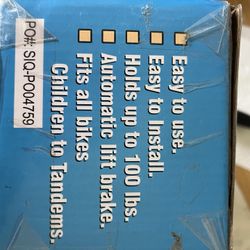 Easy to use.
Easy to Install.
Holds up to 100 lbs.
Automatic lift brake.
Fits all bikes
Children to Tandems.
PO#: SIQ-PO04759